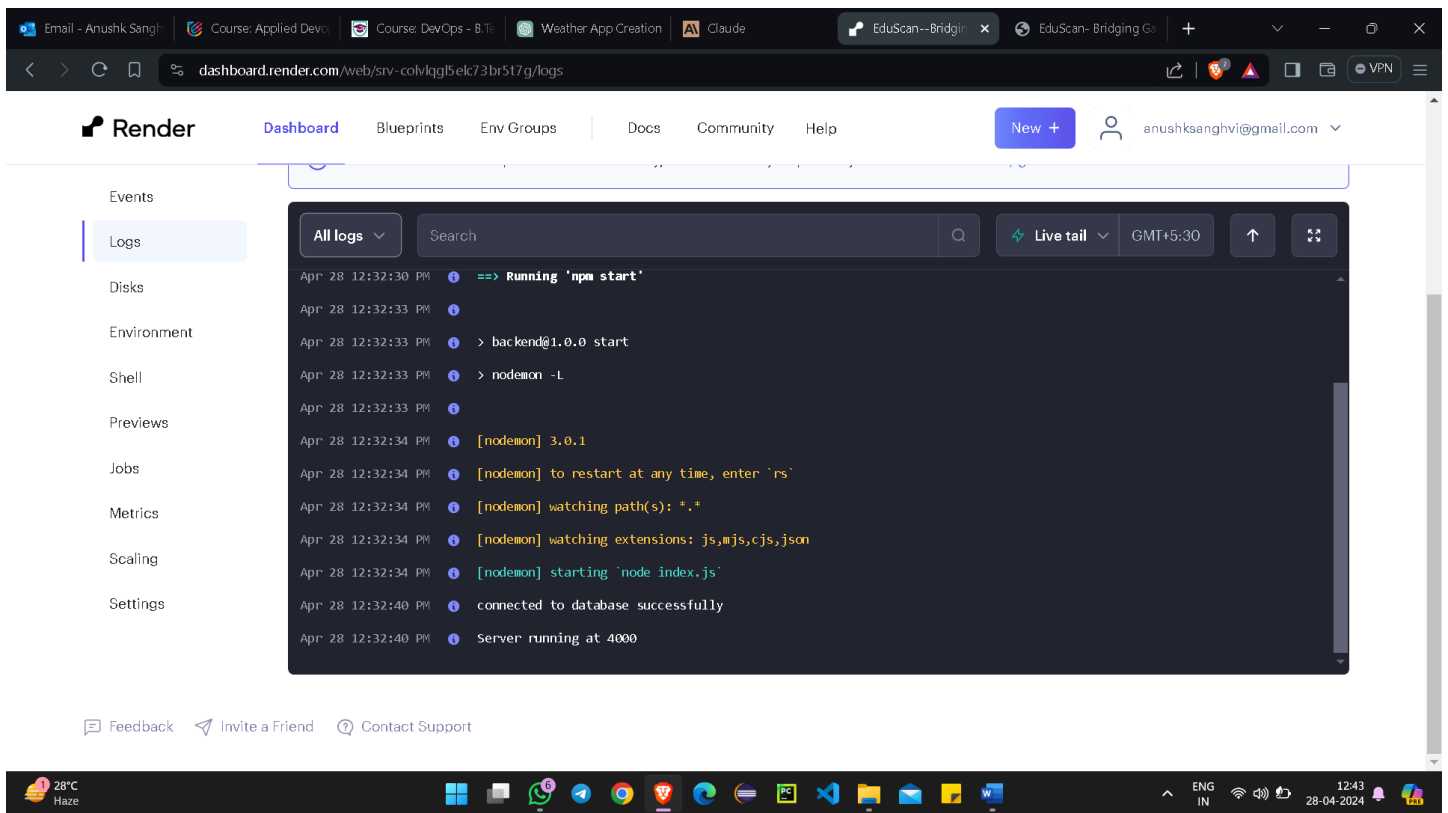 Email - Anushk Sangh
Course: Applied Devo
Course: DevOps - B.Te
Weather App Creation
Claude
EduScan--Bridgin
EduScan- Bridging Ga
dashboard.render.com/web/srv-colvlqgl5elc73br5t7g/logs
2
VPN
Render
Dashboard
Blueprints
Env Groups
Docs
Community
Help
New +
anushksanghvi@gmail.com
Events
Logs
Disks
Environment
Shell
Previews
Jobs
Metrics
Scaling
Settings
All logs
Search
Live tail
GMT+5:30
Apr 28 12:32:30 PM ==> Running 'npm start'
Apr 28 12:32:33 PM
Apr 28 12:32:33 PM > backend@1.0.0 start
Apr 28 12:32:33 PM > nodemon -L
Apr 28 12:32:33 PM
Apr 28 12:32:34 PM [nodemon] 3.0.1
Apr 28 12:32:34 PM [nodemon] to restart at any time, enter `rs`
Apr 28 12:32:34 PM [nodemon] watching path(s): *.*
Apr 28 12:32:34 PM [nodemon] watching extensions: js,mjs,cjs,json
Apr 28 12:32:34 PM [nodemon] starting `node index.js`
Apr 28 12:32:40 PM connected to database successfully
Apr 28 12:32:40 PM Server running at 4000
Feedback
Invite a Friend
Contact Support
1
28°C
Haze
6
PC
W
ENG
IN
12:43
28-04-2024
PRE